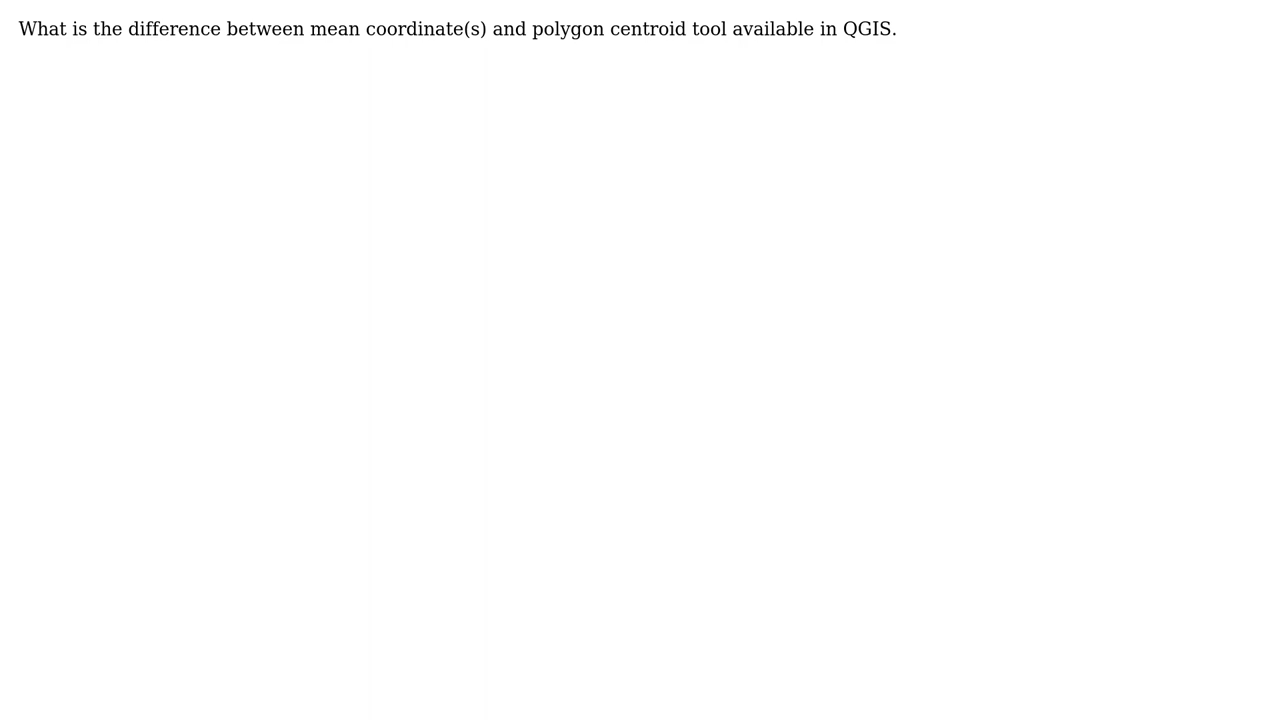 What is the difference between mean coordinate(s) and polygon centroid tool available in QGIS.